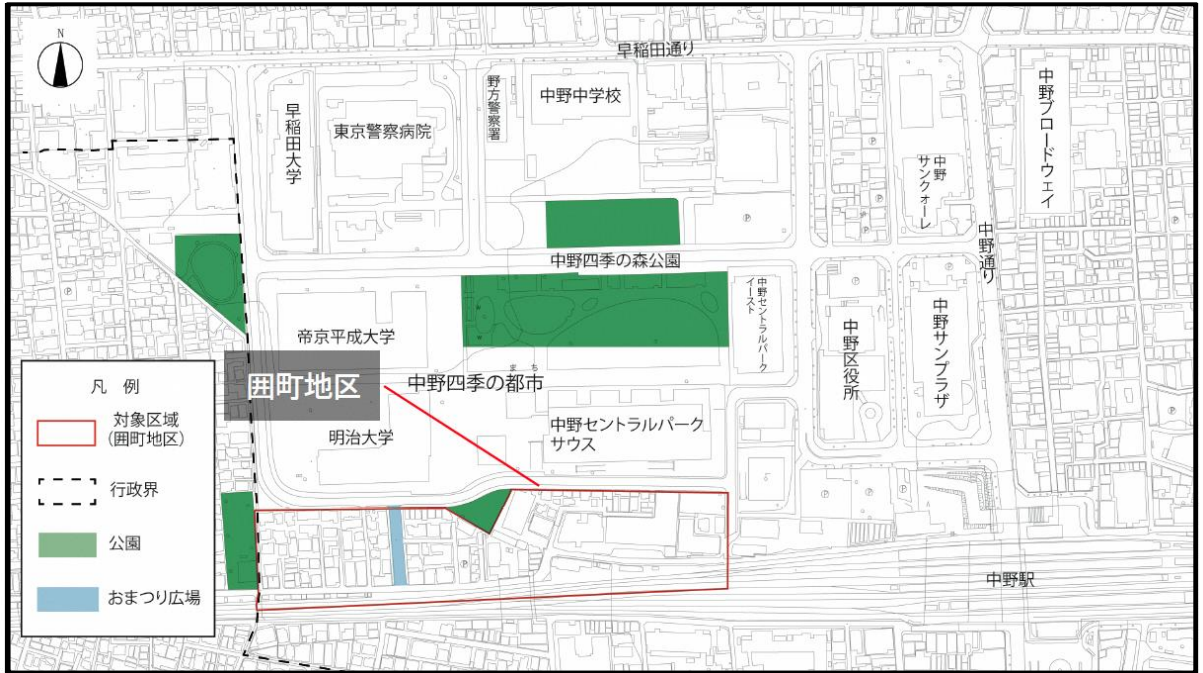 N
早稲田通り
早稲田大学
東京警察病院
野方警察署
中野中学校
中野
サンクォーレ
中野ブロードウェイ
中野通り
P
P
中野四季の森公園
中野セントラルパーク
イースト
帝京平成大学
中野区役所
中野サンプラザ
P
P
囲町地区
まち
中野四季の都市
明治大学
中野セントラルパーク
サウス
P
P
P
P
中野駅
凡 例
対象区域
(囲町地区)
行政界
公園
おまつり広場